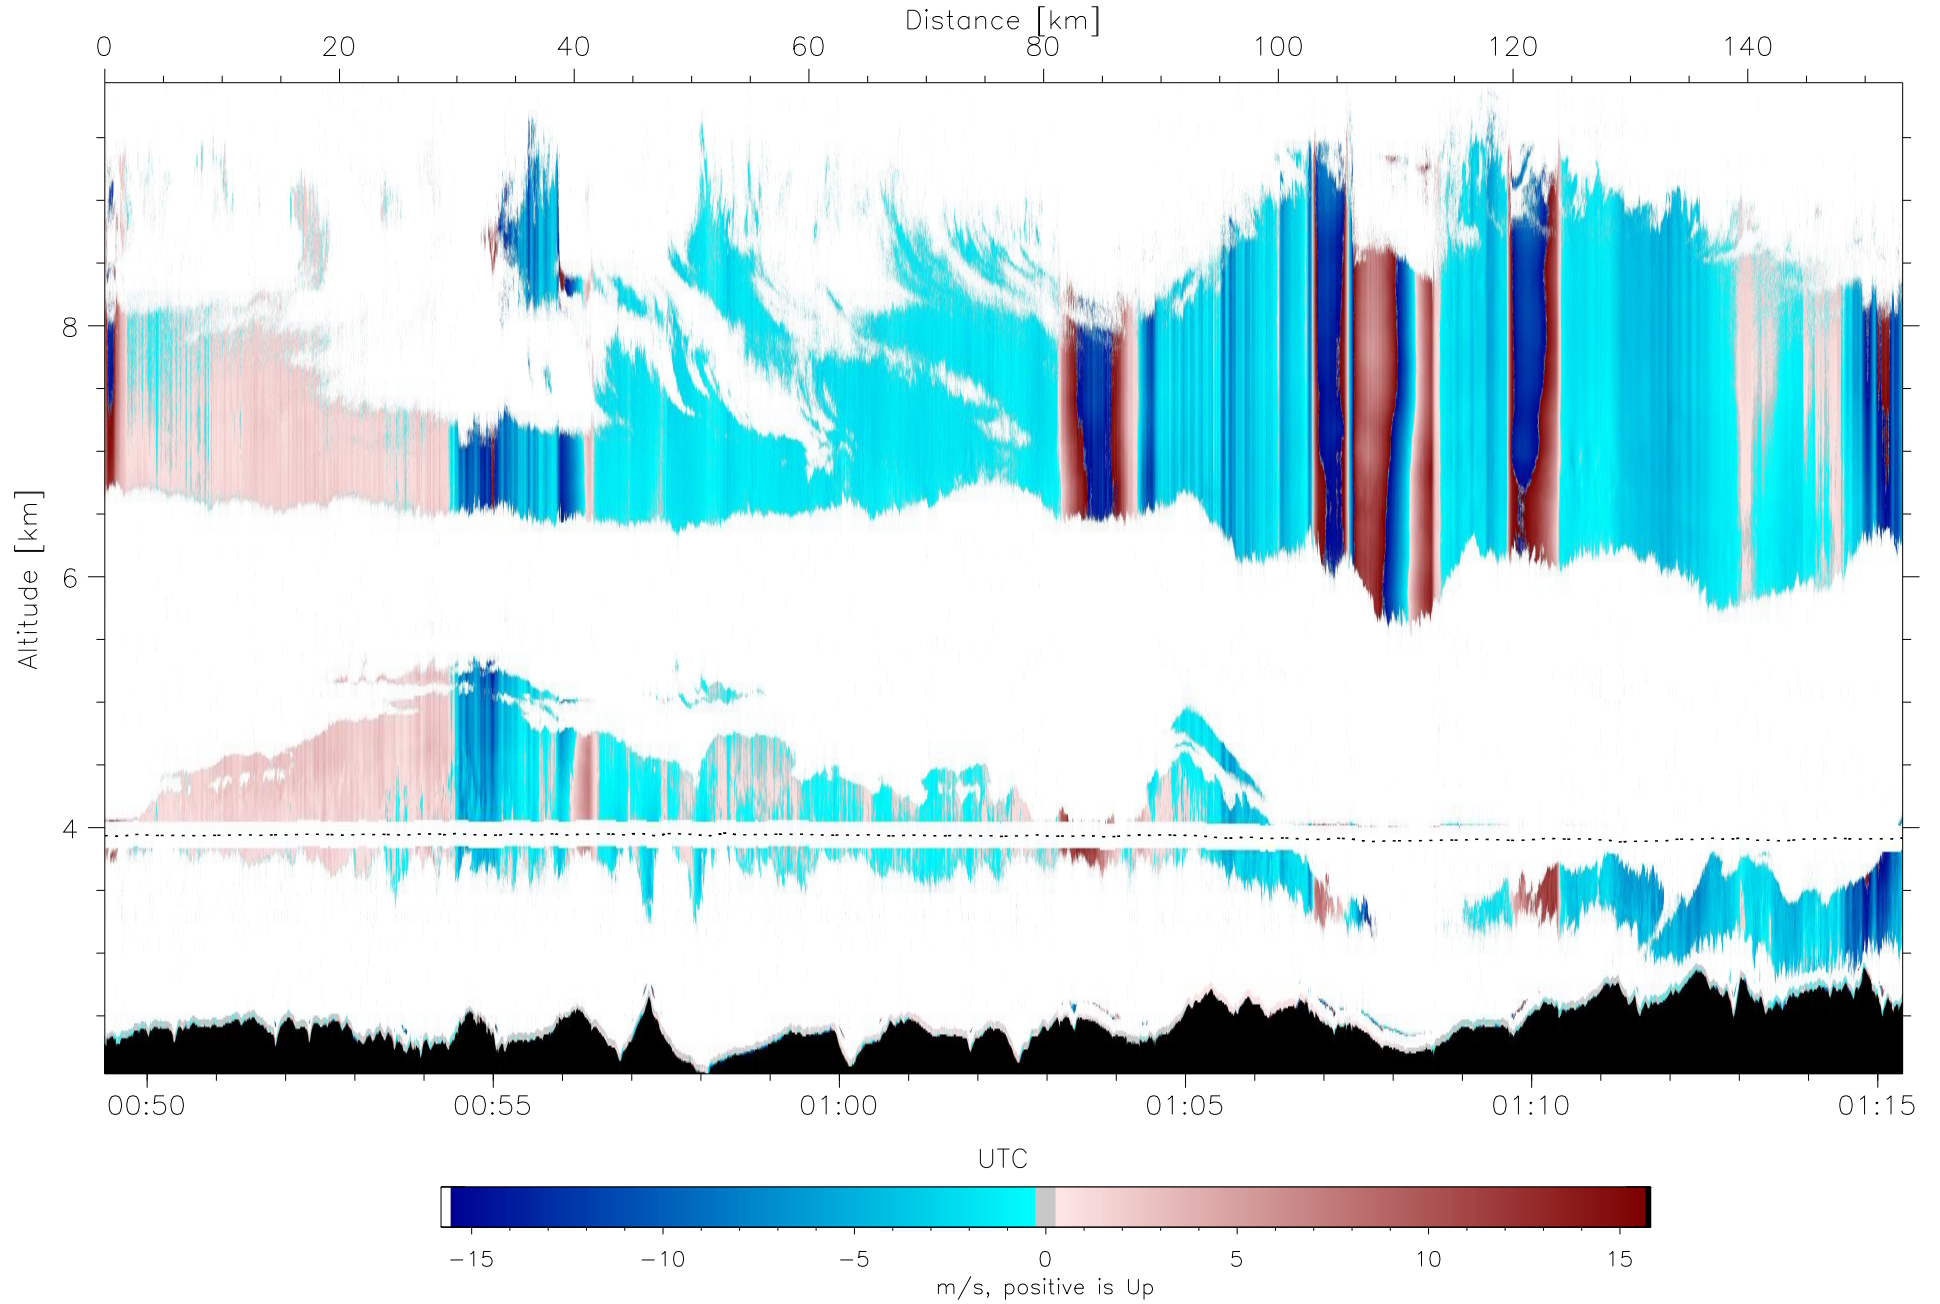 Distance [km]
0 20 40 60 80 100 120 140
8
6
4
Altitude [km]
00:50 00:55 01:00 01:05 01:10 01:15
UTC
−15 −10 −5 0 5 10 15
m/s, positive is Up